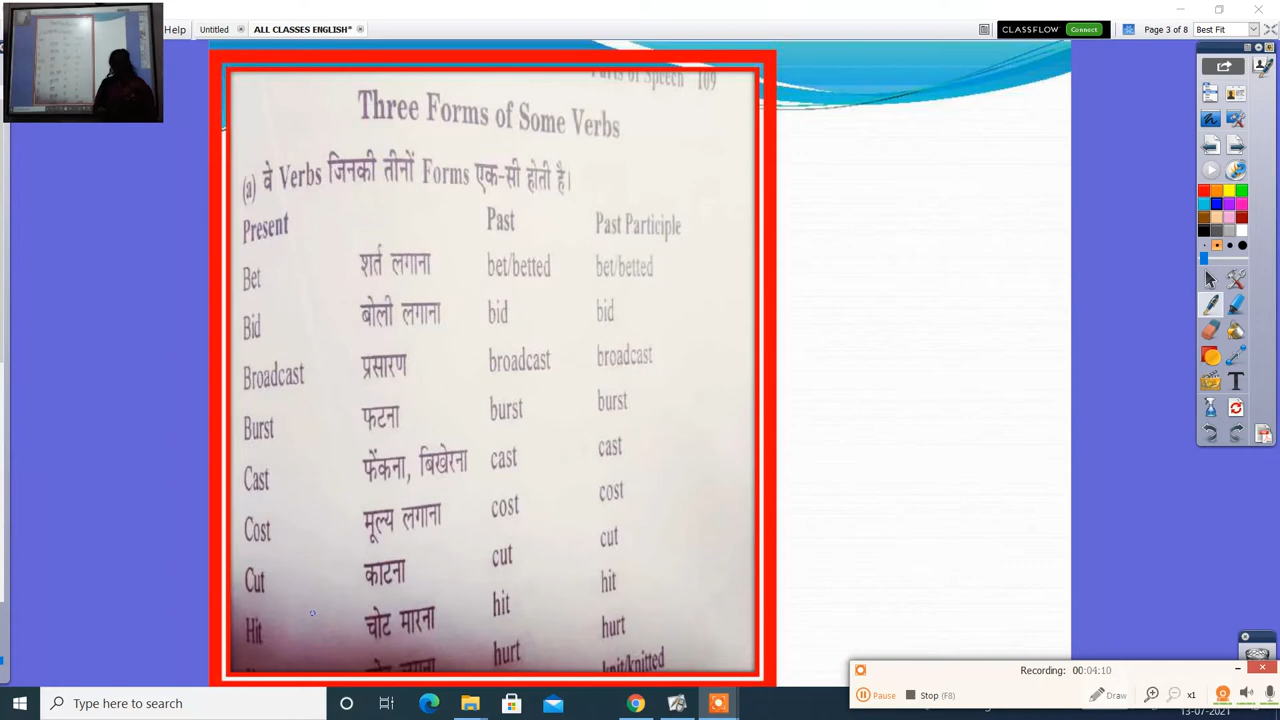 Help Untitled × ALL CLASSES ENGLISH* × CLASSFLOW Connect Page 3 of 8 Best Fit
Parts of Speech 109
Three Forms of Some Verbs
(a) वे Verbs जिनकी तीनों Forms एक-सी होती है।
Present Past Past Participle
Bet शर्त लगाना bet/betted bet/betted
Bid बोली लगाना bid bid
Broadcast प्रसारण broadcast broadcast
Burst फटना burst burst
Cast फेंकना, बिखेरना cast cast
Cost मूल्य लगाना cost cost
Cut काटना cut cut
Hit चोट मारना hit hit
लगाना hurt hurt
knit/knitted
Recording: 00:04:10
Pause Stop (F8) Draw x1
Type here to search
13-07-2021